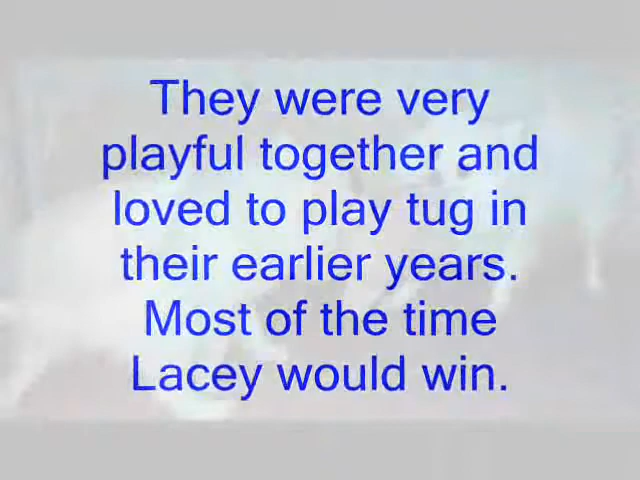 They were very
playful together and
loved to play tug in
their earlier years.
Most of the time
Lacey would win.